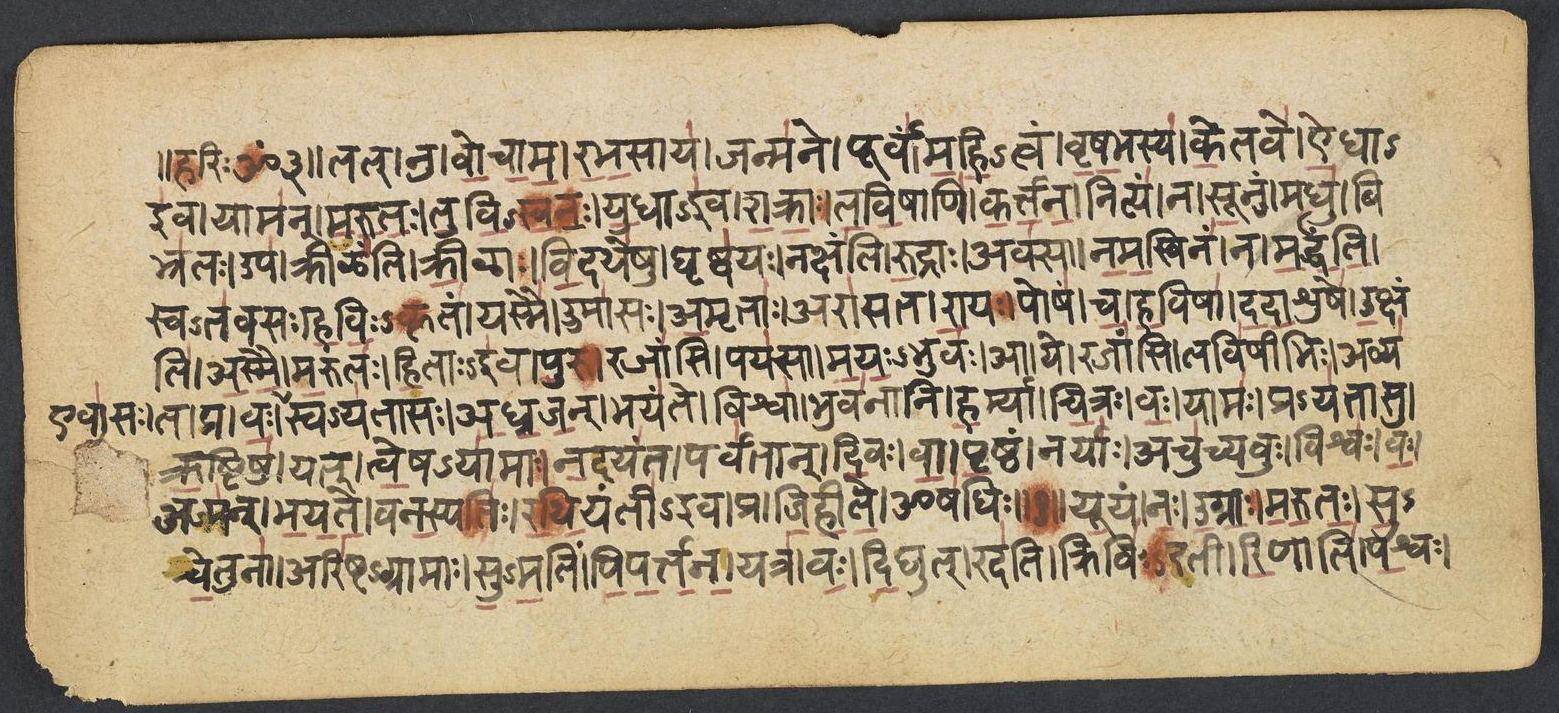 ॥हरिः ॐ३॥तत्।नु।वोचाम।रभसाय।जन्मने।पूर्वं।महिऽत्वं।वृषभस्य।केतवे।ऐधाऽ
इव।यामन्।मरुतः।तुविऽस्वनः।युधाऽइव।शक्राः।तविषाणि।कर्त्तन।नित्यं।न।सूनुं।मधु।बि
भ्रतः।उप।क्रीळंति।क्रीळाः।विदथेषु।घृष्वयः।नक्षंति।रुद्राः।अवसा।नमस्विनं।न।मर्द्धंति।
स्वऽतवसः।हविःऽकृतं।यस्मै।उमासः।अमृताः।अरासत।रायः।पोषं।च।हविषा।ददाशुषे।उक्षं
ति।अस्मै।मरुतः।हिताःऽइव।पुरु।रजांसि।पयसा।मयःऽभुवः।आ।ये।रजांसि।तविषीभिः।अव्य
एवासः।त।प्र।वः।स्वऽयतासः।अध्रजन्।भयंते।विश्वा।भुवनानि।हर्म्या।चित्रः।वः।यामः।प्रऽयतासु।
ऋष्टिषु।यत्।त्वेषऽयामाः।नदयंत।पर्वतान्।दिवः।वा।पृष्ठं।नर्याः।अचुच्यवुः।विश्वः।वः।
अज्मन्।भयते।वनस्पतिः।रथियंतीऽइव।प्र।जिहीते।ओषधिः॥१॥यूयं।नः।उग्राः।मरुतः।सुऽ
चेतुना।अरिष्टऽग्रामाः।सुऽमतिं।पिपर्त्तन।यत्र।वः।दिद्युत्।रदति।क्रिविःऽदती।रिणाति।पश्वः।